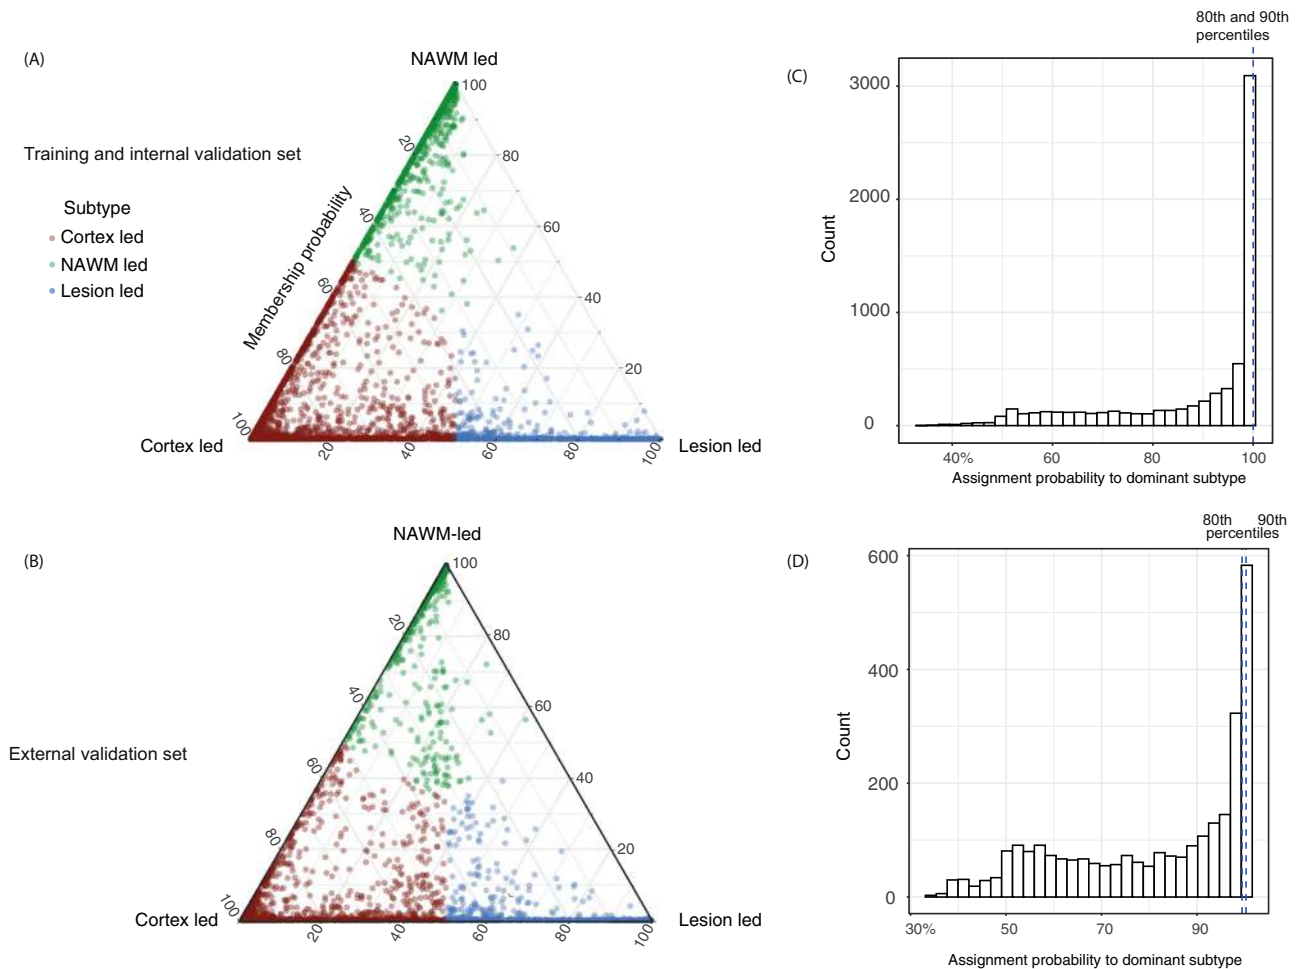 (A)
NAWM led
100
20
80
Training and internal validation set
Subtype
Cortex led
NAWM led
Lesion led
Membership probability
40
60
60
40
80
20
100
Cortex led
20
40
60
80
100
Lesion led
80th and 90th
percentiles
(C)
3000
2000
Count
1000
0
40%
60
80
100
Assignment probability to dominant subtype
(B)
NAWM-led
100
20
80
40
60
External validation set
60
40
80
20
100
Cortex led
20
40
60
80
100
Lesion led
80th 90th
percentiles
(D)
600
400
Count
200
0
30%
50
70
90
Assignment probability to dominant subtype